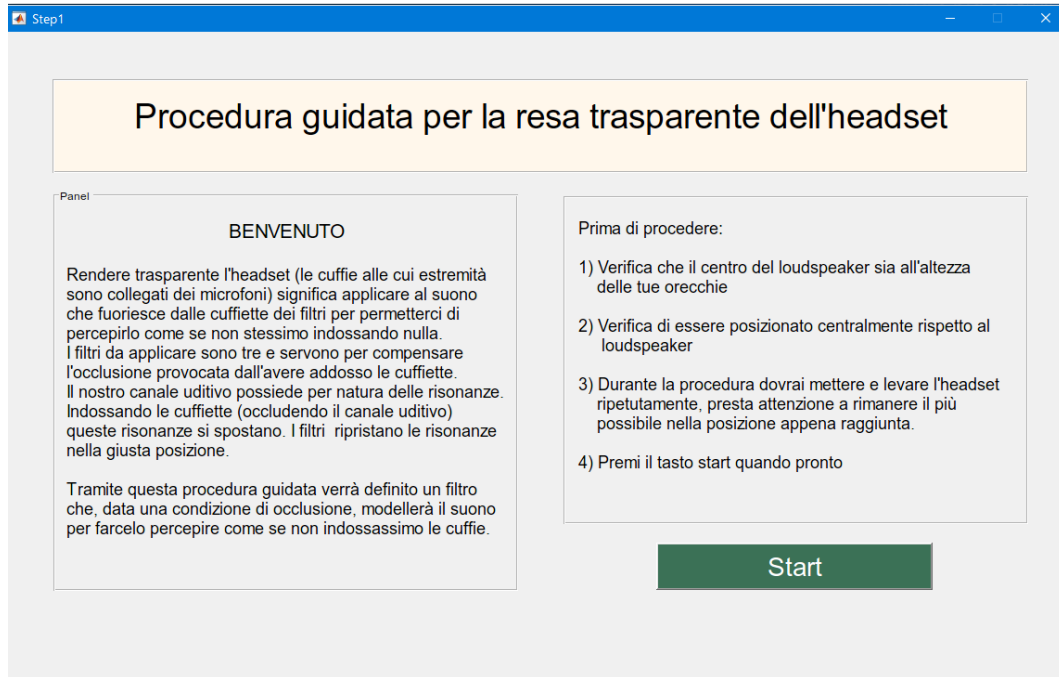 Step1
Procedura guidata per la resa trasparente dell'headset
Panel
BENVENUTO
Rendere trasparente l'headset (le cuffie alle cui estremità
sono collegati dei microfoni) significa applicare al suono
che fuoriesce dalle cuffiette dei filtri per permetterci di
percepirlo come se non stessimo indossando nulla.
I filtri da applicare sono tre e servono per compensare
l'occlusione provocata dall'avere addosso le cuffiette.
Il nostro canale uditivo possiede per natura delle risonanze.
Indossando le cuffiette (occludendo il canale uditivo)
queste risonanze si spostano. I filtri  ripristano le risonanze
nella giusta posizione.
Tramite questa procedura guidata verrà definito un filtro
che, data una condizione di occlusione, modellerà il suono
per farcelo percepire come se non indossassimo le cuffie.
Prima di procedere:
1) Verifica che il centro del loudspeaker sia all'altezza
delle tue orecchie
2) Verifica di essere posizionato centralmente rispetto al
loudspeaker
3) Durante la procedura dovrai mettere e levare l'headset
ripetutamente, presta attenzione a rimanere il più
possibile nella posizione appena raggiunta.
4) Premi il tasto start quando pronto
Start